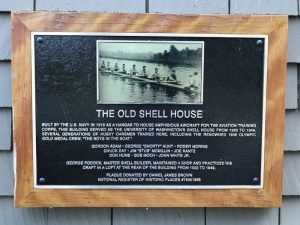 THE OLD SHELL HOUSE
BUILT BY THE U.S. NAVY IN 1918 AS A HANGAR TO HOUSE AMPHIBIOUS AIRCRAFT FOR THE AVIATION TRAINING
CORPS, THIS BUILDING SERVED AS THE UNIVERSITY OF WASHINGTON'S SHELL HOUSE FROM 1920 TO 1949.
SEVERAL GENERATIONS OF HUSKY OARSMEN TRAINED HERE, INCLUDING THE RENOWNED 1936 OLYMPIC
GOLD MEDAL CREW, "THE BOYS IN THE BOAT."
GORDON ADAM - GEORGE "SHORTY" HUNT - ROGER MORRIS
CHUCK DAY - JIM "STUB" MCMILLIN - JOE RANTZ
DON HUME - BOB MOCH - JOHN WHITE JR.
GEORGE POCOCK, MASTER SHELL BUILDER, MAINTAINED A SHOP AND PRACTICED HIS
CRAFT IN A LOFT AT THE REAR OF THE BUILDING FROM 1922 TO 1949.
PLAQUE DONATED BY DANIEL JAMES BROWN
NATIONAL REGISTER OF HISTORIC PLACES